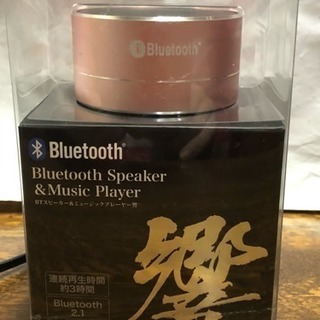 Bluetooth®
Bluetooth®
Bluetooth Speaker
&Music Player
BTスピーカー&ミュージックプレーヤー響
響
連続再生時間
約3時間
Bluetooth
2.1